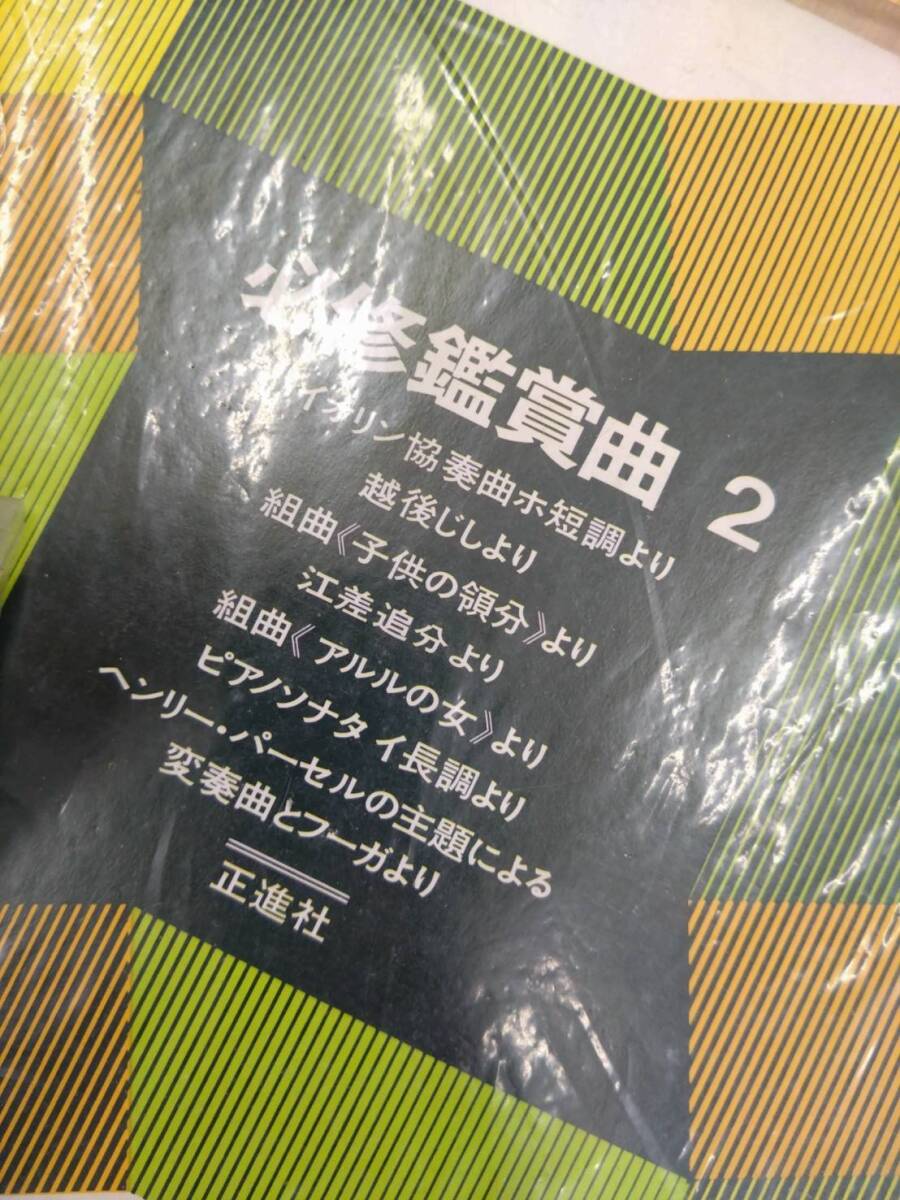 必修鑑賞曲 2
イオリン協奏曲ホ短調より
越後じしより
組曲《子供の領分》より
江差追分より
組曲《アルルの女》より
ピアノソナタイ長調より
ヘンリー・パーセルの主題による
変奏曲とフーガより
正進社